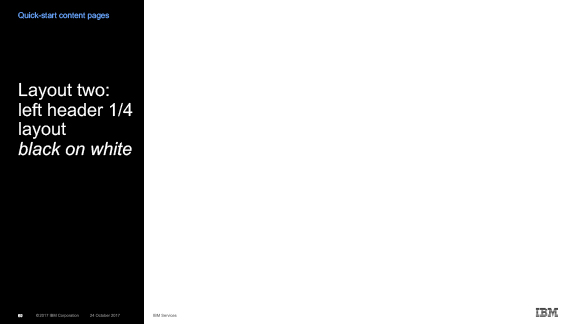 Quick-start content pages
Layout two:
left header 1/4
layout
black on white
©2017 IBM Corporation 24 October 2017 IBM Services
IBM